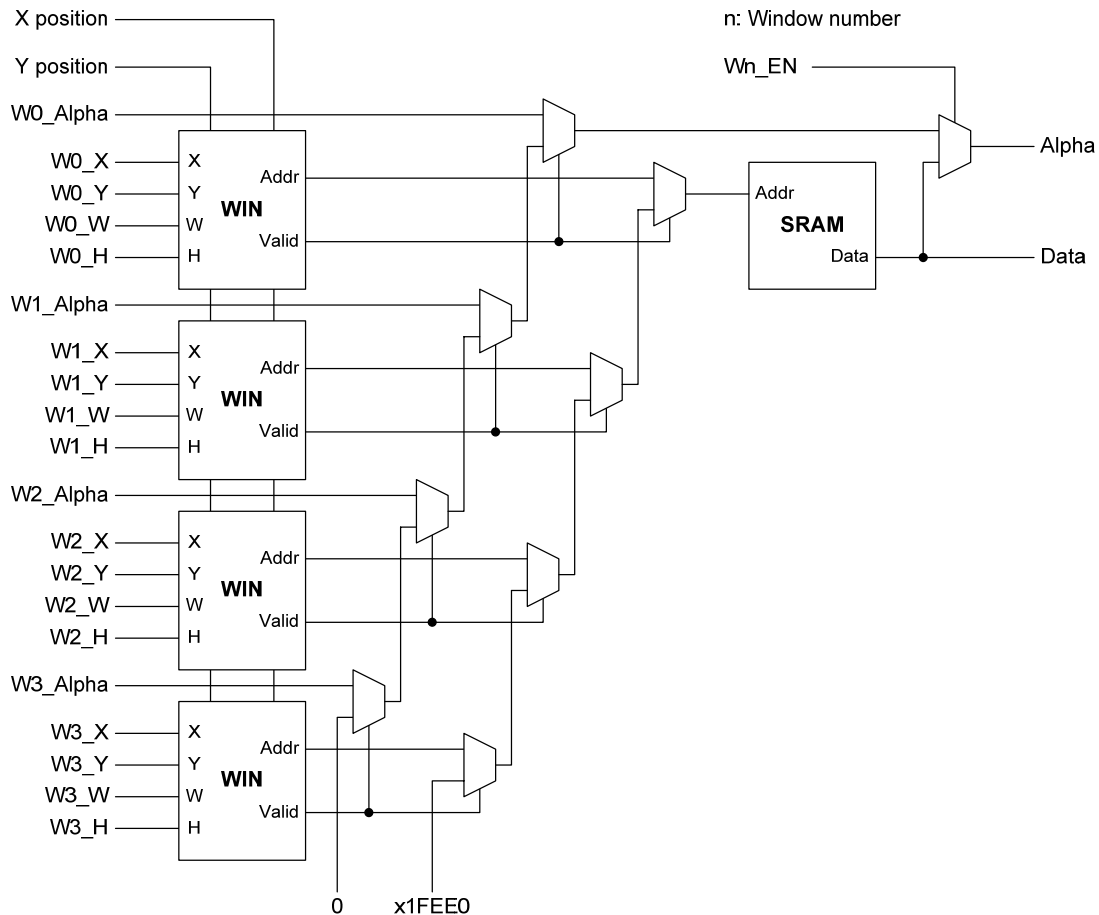 X position
n: Window number
Y position
Wn_EN
W0_Alpha
Alpha
W0_X X
Addr
W0_Y Y
Addr
WIN
SRAM
W0_W W
Valid
W0_H H
Data
Data
W1_Alpha
W1_X X
Addr
W1_Y Y
WIN
W1_W W
Valid
W1_H H
W2_Alpha
W2_X X
Addr
W2_Y Y
WIN
W2_W W
Valid
W2_H H
W3_Alpha
W3_X X
Addr
W3_Y Y
WIN
W3_W W
Valid
W3_H H
0
x1FEE0